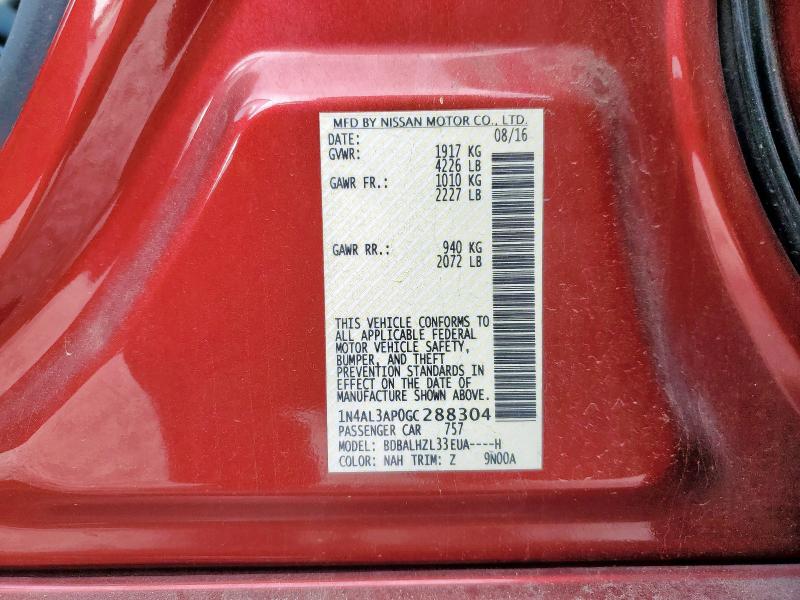 MFD BY NISSAN MOTOR CO., LTD.
DATE: 08/16
GVWR: 1917 KG
4226 LB
GAWR FR.: 1010 KG
2227 LB
GAWR RR.: 940 KG
2072 LB
THIS VEHICLE CONFORMS TO
ALL APPLICABLE FEDERAL
MOTOR VEHICLE SAFETY,
BUMPER, AND THEFT
PREVENTION STANDARDS IN
EFFECT ON THE DATE OF
MANUFACTURE SHOWN ABOVE.
1N4AL3AP0GC288304
PASSENGER CAR 757
MODEL: BDBALHZL33EUA----H
COLOR: NAH TRIM: Z 9N00A